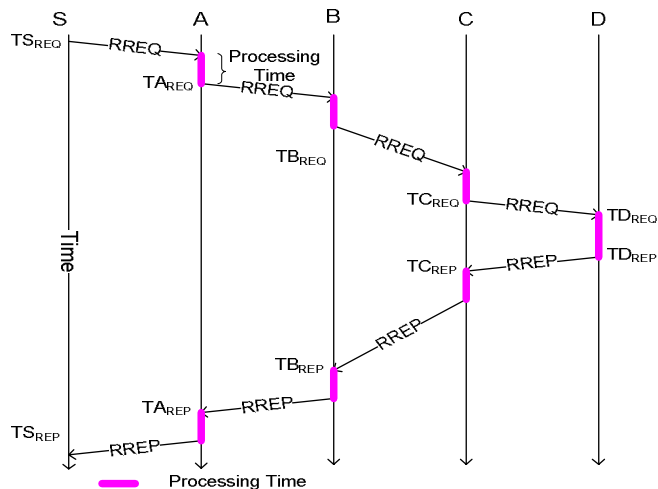 S A B C D
TSREQ
RREQ
Processing
Time
TAREQ
RREQ
TBREQ
RREQ
TCREQ
RREQ
TDREQ
Time
TDREP
RREP
TCREP
RREP
TBREP
RREP
TAREP
RREP
TSREP
Processing Time